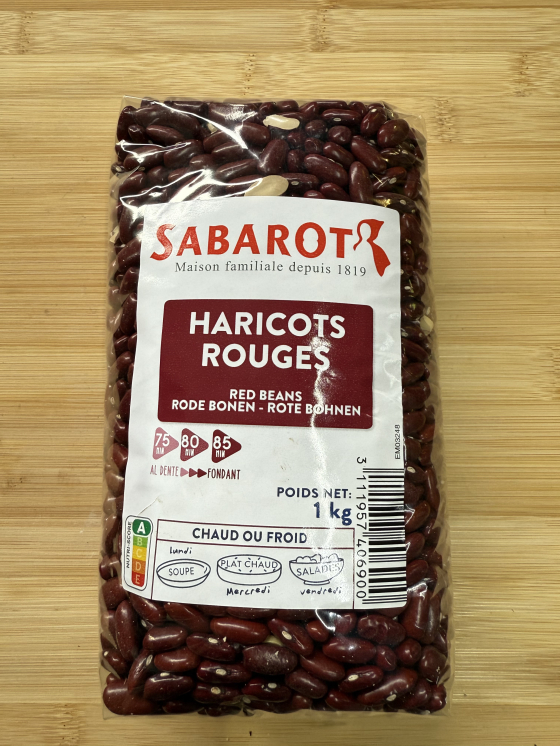 SABAROT
Maison familiale depuis 1819
HARICOTS
ROUGES
RED BEANS
RODE BONEN - ROTE BOHNEN
75 MIN 80 MIN 85 MIN
AL DENTE FONDANT
EM03248
POIDS NET:
1 kg
3 111957 406900
NUTRI-SCORE
A
B
C
D
E
CHAUD OU FROID
Lundi
SOUPE
PLAT CHAUD
SALADES
Mercredi
vendredi